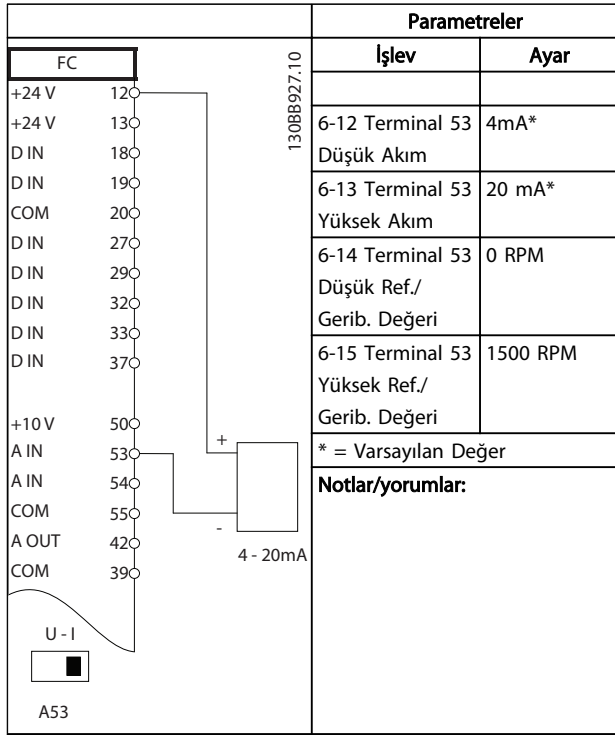 Parametreler
FC
130BB927.10
İşlev Ayar
+24 V 12
+24 V 13
D IN 18
D IN 19
COM 20
D IN 27
D IN 29
D IN 32
D IN 33
D IN 37
+10 V 50
A IN 53
A IN 54
COM 55
A OUT 42
COM 39
+
-
4 - 20mA
U - I
A53
6-12 Terminal 53 4mA*
Düşük Akım
6-13 Terminal 53 20 mA*
Yüksek Akım
6-14 Terminal 53 0 RPM
Düşük Ref./
Gerib. Değeri
6-15 Terminal 53 1500 RPM
Yüksek Ref./
Gerib. Değeri
* = Varsayılan Değer
Notlar/yorumlar: